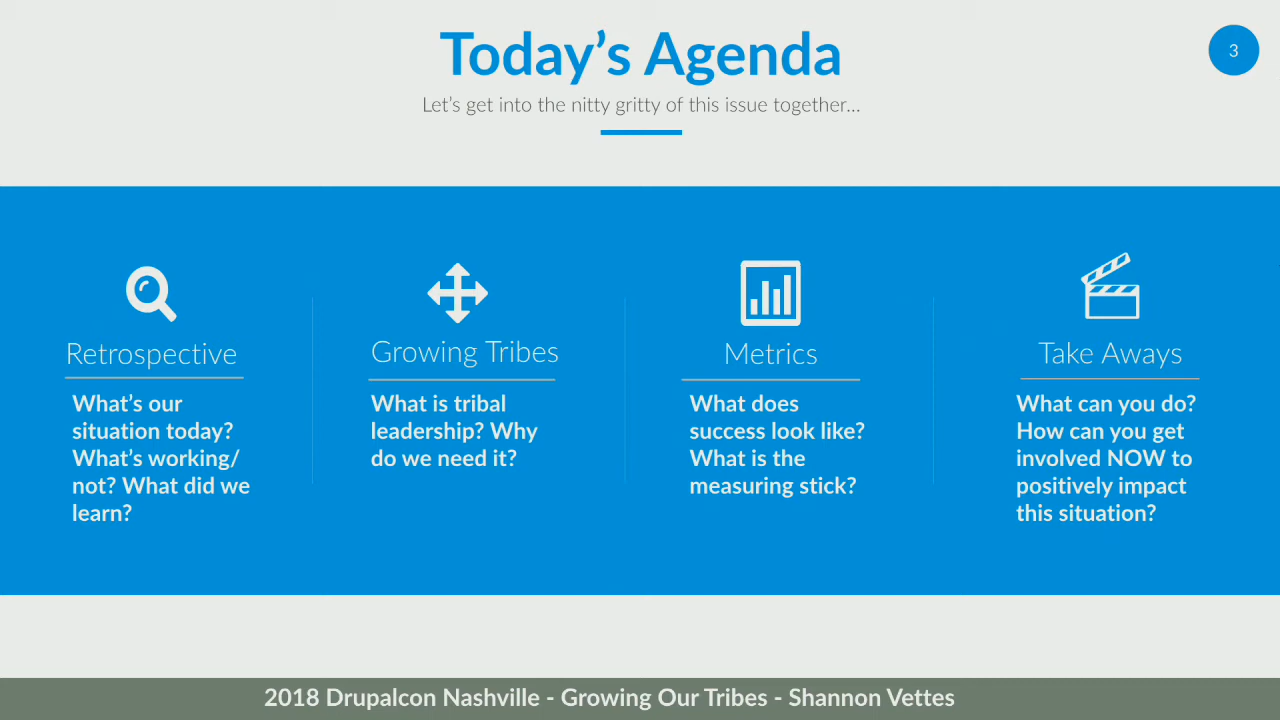 Today’s Agenda
3
Let’s get into the nitty gritty of this issue together...
Retrospective
What’s our
situation today?
What’s working/
not? What did we
learn?
Growing Tribes
What is tribal
leadership? Why
do we need it?
Metrics
What does
success look like?
What is the
measuring stick?
Take Aways
What can you do?
How can you get
involved NOW to
positively impact
this situation?
2018 Drupalcon Nashville - Growing Our Tribes - Shannon Vettes